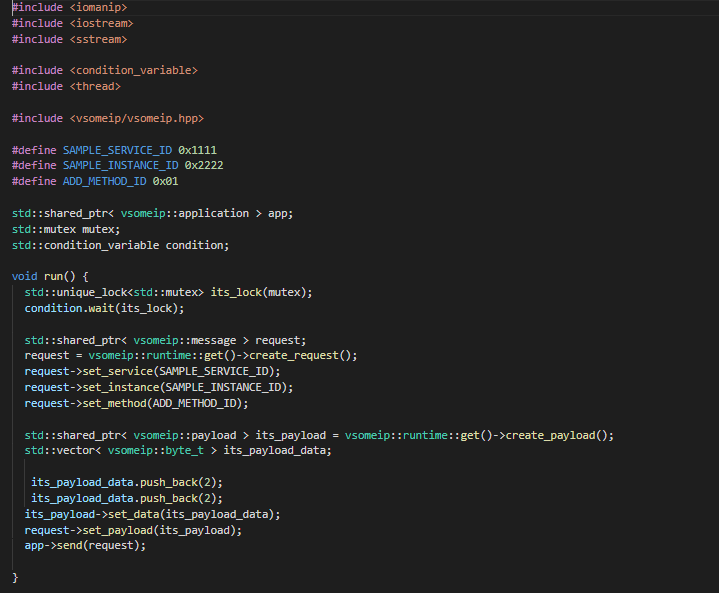 #include <iomanip>
#include <iostream>
#include <sstream>
#include <condition_variable>
#include <thread>
#include <vsomeip/vsomeip.hpp>
#define SAMPLE_SERVICE_ID 0x1111
#define SAMPLE_INSTANCE_ID 0x2222
#define ADD_METHOD_ID 0x01
std::shared_ptr< vsomeip::application > app;
std::mutex mutex;
std::condition_variable condition;
void run() {
  std::unique_lock<std::mutex> its_lock(mutex);
  condition.wait(its_lock);
  std::shared_ptr< vsomeip::message > request;
  request = vsomeip::runtime::get()->create_request();
  request->set_service(SAMPLE_SERVICE_ID);
  request->set_instance(SAMPLE_INSTANCE_ID);
  request->set_method(ADD_METHOD_ID);
  std::shared_ptr< vsomeip::payload > its_payload = vsomeip::runtime::get()->create_payload();
  std::vector< vsomeip::byte_t > its_payload_data;
   its_payload_data.push_back(2);
   its_payload_data.push_back(2);
  its_payload->set_data(its_payload_data);
  request->set_payload(its_payload);
  app->send(request);
}